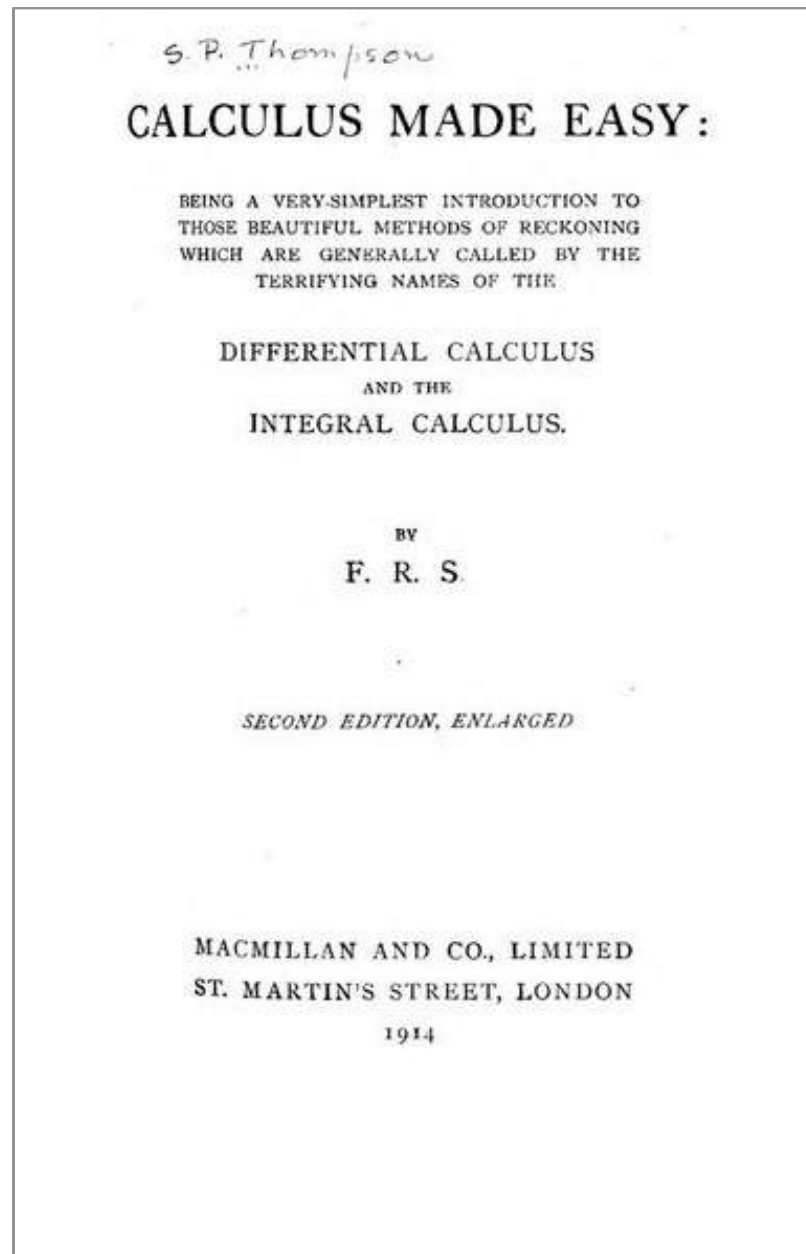 S. P. Thompson
CALCULUS MADE EASY:
BEING A VERY-SIMPLEST INTRODUCTION TO
THOSE BEAUTIFUL METHODS OF RECKONING
WHICH ARE GENERALLY CALLED BY THE
TERRIFYING NAMES OF THE
DIFFERENTIAL CALCULUS
AND THE
INTEGRAL CALCULUS.
BY
F. R. S.
SECOND EDITION, ENLARGED
MACMILLAN AND CO., LIMITED
ST. MARTIN'S STREET, LONDON
1914